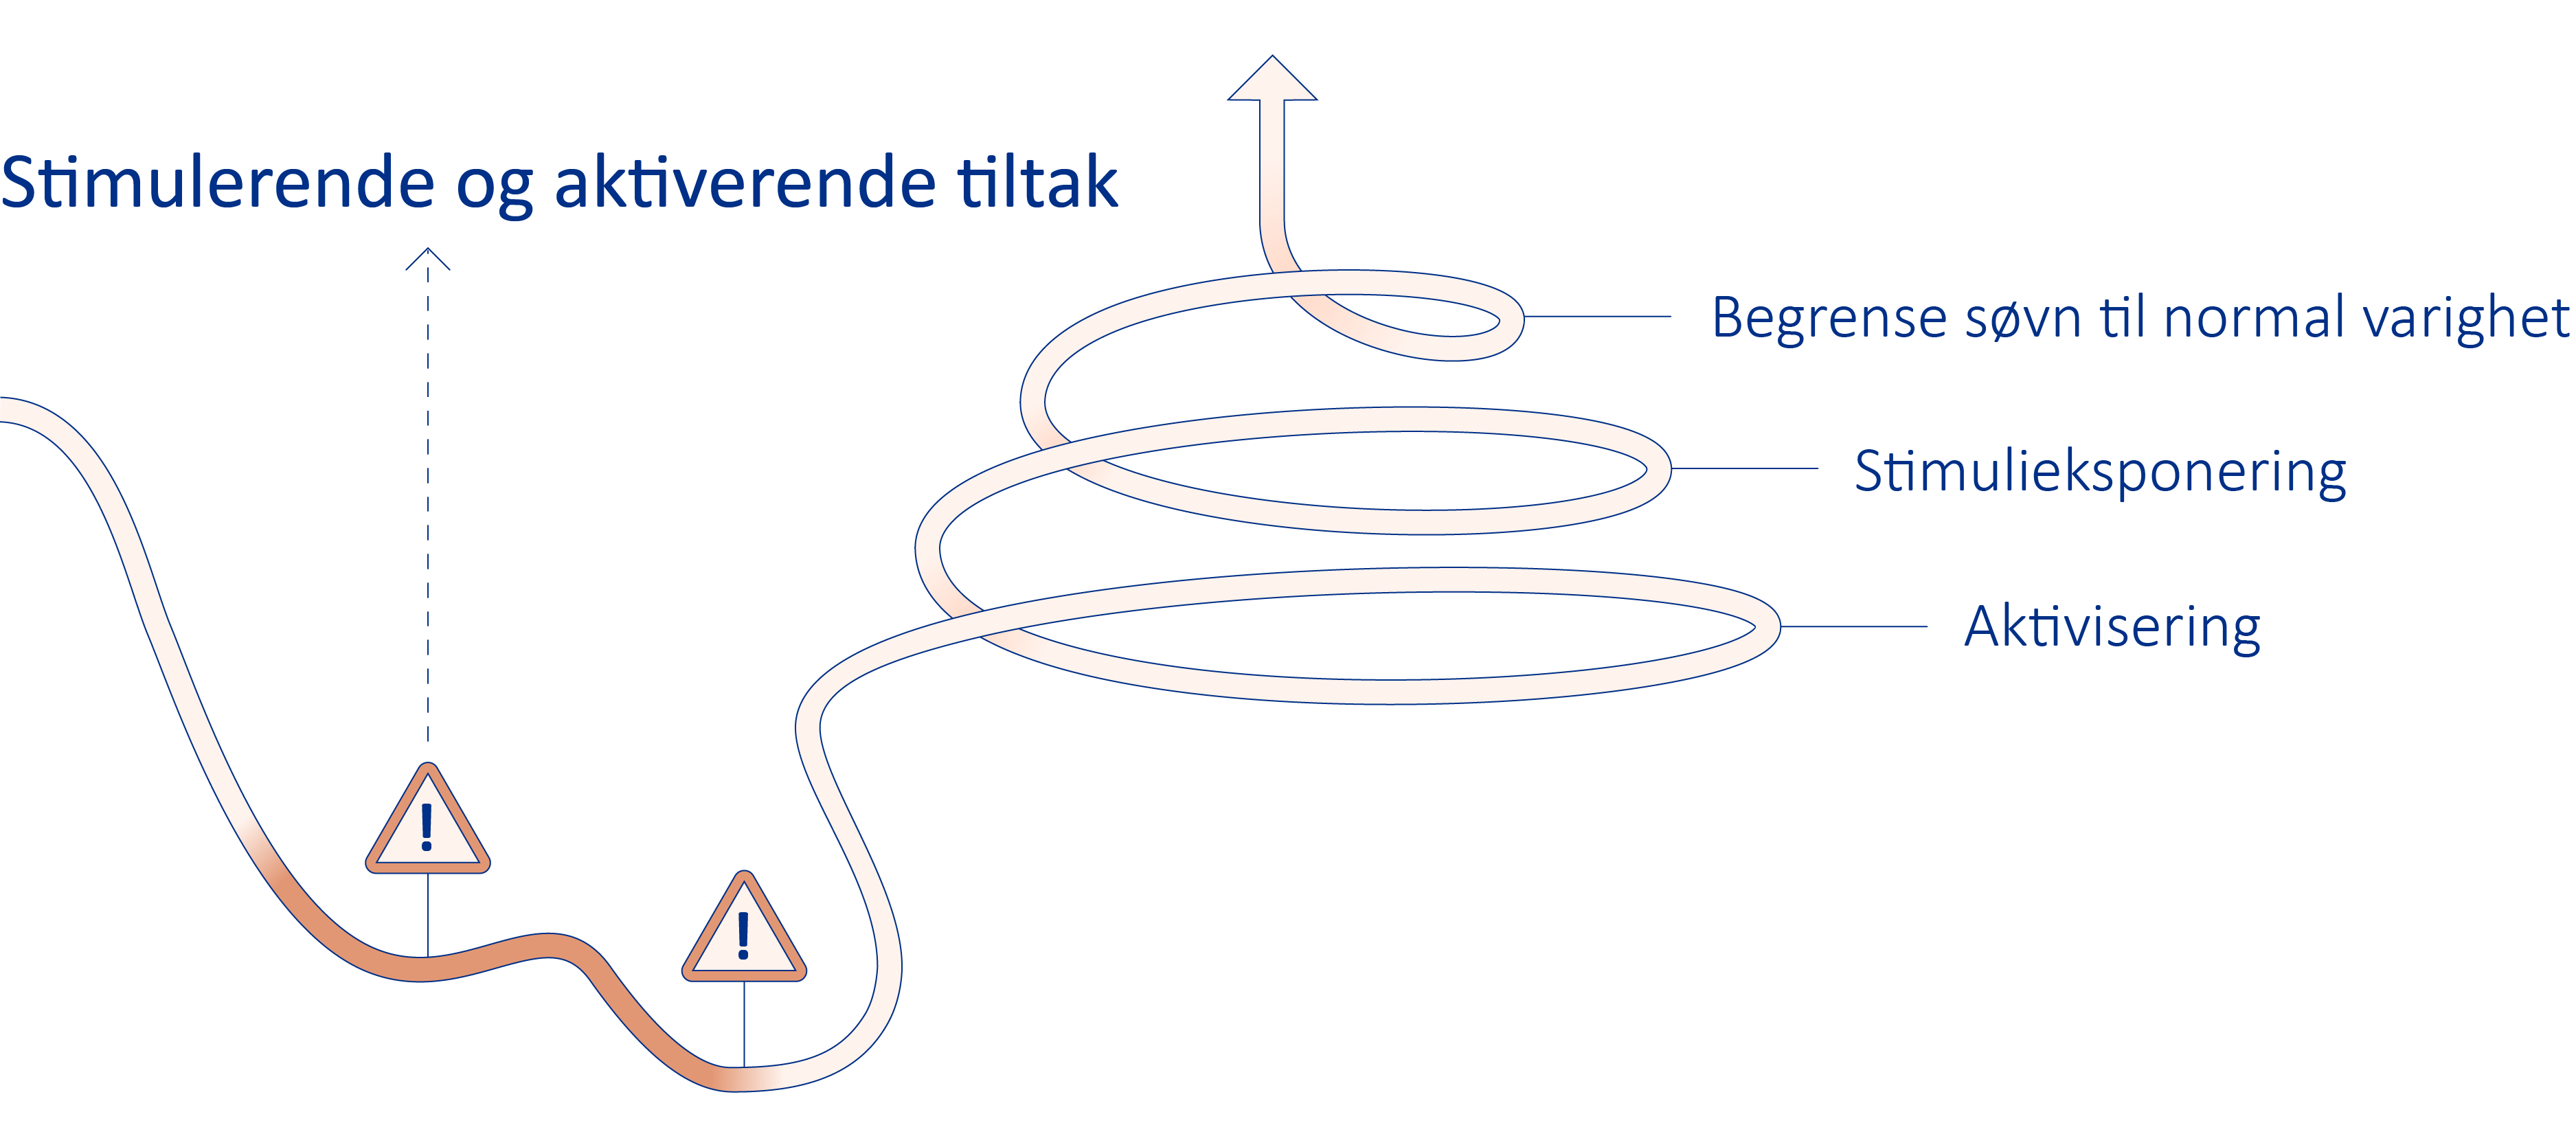 Stimulerende og aktiverende tiltak
Begrense søvn til normal varighet
Stimulieksponering
Aktivisering
!
!